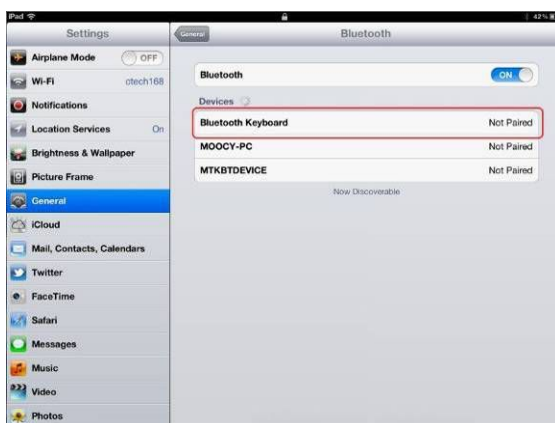 iPad
42%
Settings
Airplane Mode OFF
Wi-Fi otech168
Notifications
Location Services On
Brightness & Wallpaper
Picture Frame
General
iCloud
Mail, Contacts, Calendars
Twitter
FaceTime
Safari
Messages
Music
Video
Photos
General
Bluetooth
Bluetooth ON
Devices
Bluetooth Keyboard Not Paired
MOOCY-PC Not Paired
MTKBTDEVICE Not Paired
Now Discoverable